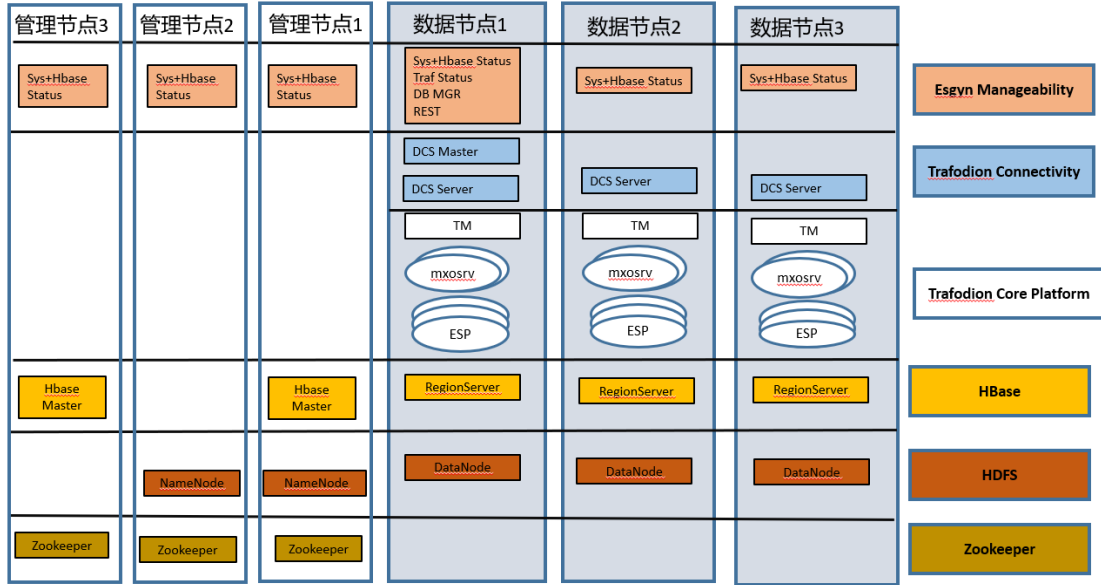 管理节点3
管理节点2
管理节点1
数据节点1
数据节点2
数据节点3
Sys+Hbase
Status
Sys+Hbase
Status
Sys+Hbase
Status
Sys+Hbase Status
Traf Status
DB MGR
REST
Sys+Hbase Status
Sys+Hbase Status
Esgyn Manageability
DCS Master
DCS Server
DCS Server
DCS Server
Trafodion Connectivity
TM
TM
TM
mxosrv
mxosrv
mxosrv
ESP
ESP
ESP
Trafodion Core Platform
Hbase
Master
Hbase
Master
RegionServer
RegionServer
RegionServer
HBase
NameNode
NameNode
DataNode
DataNode
DataNode
HDFS
Zookeeper
Zookeeper
Zookeeper
Zookeeper